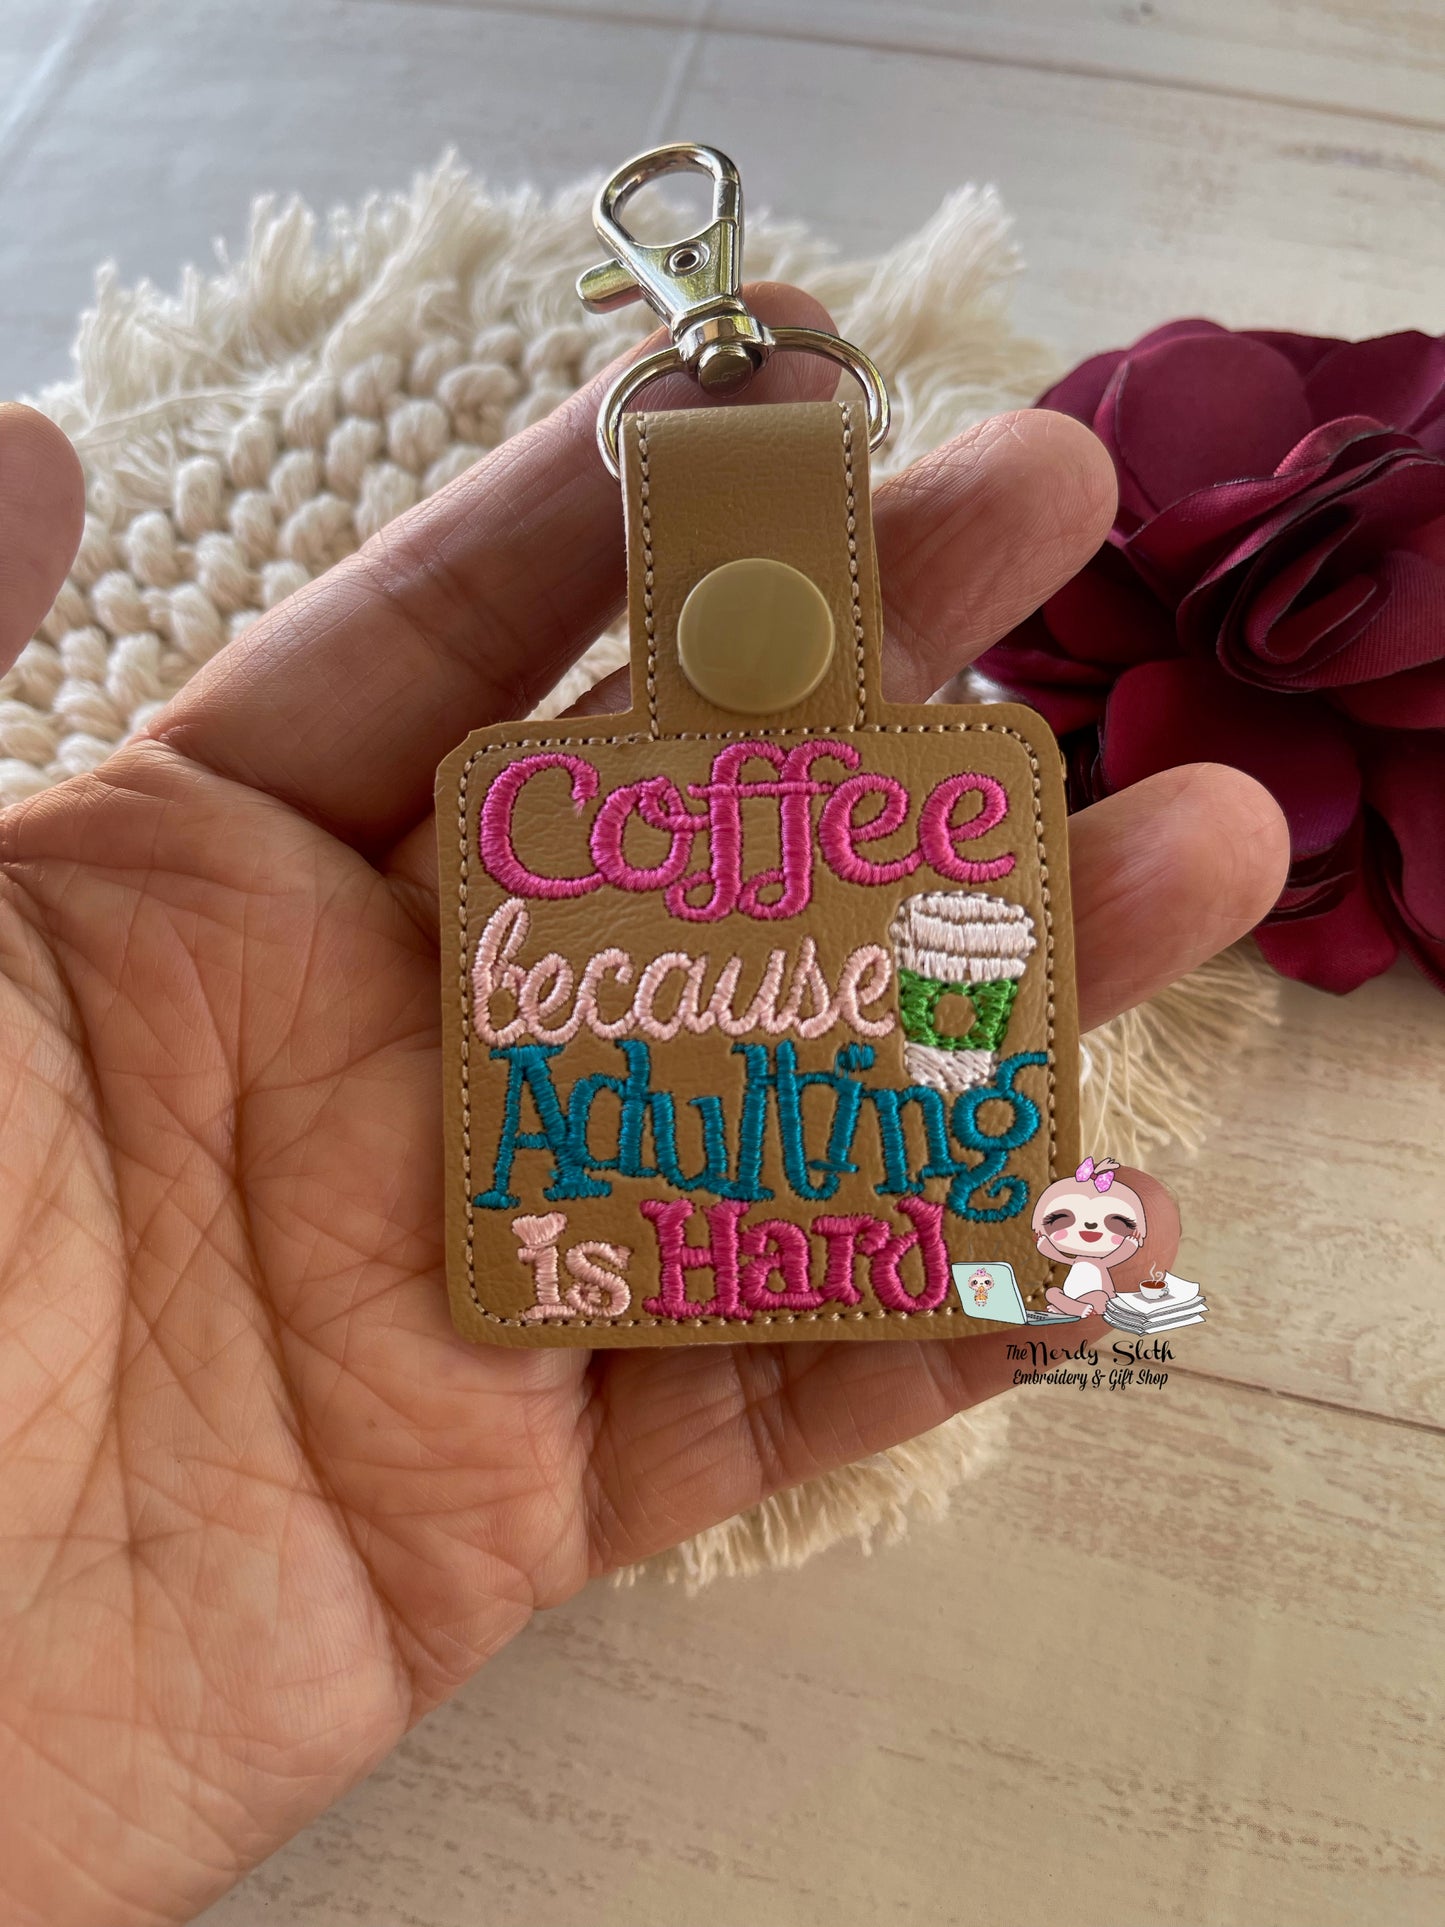 Coffee
because
Adulting
is Hard
The Nerdy Sloth
Embroidery & Gift Shop